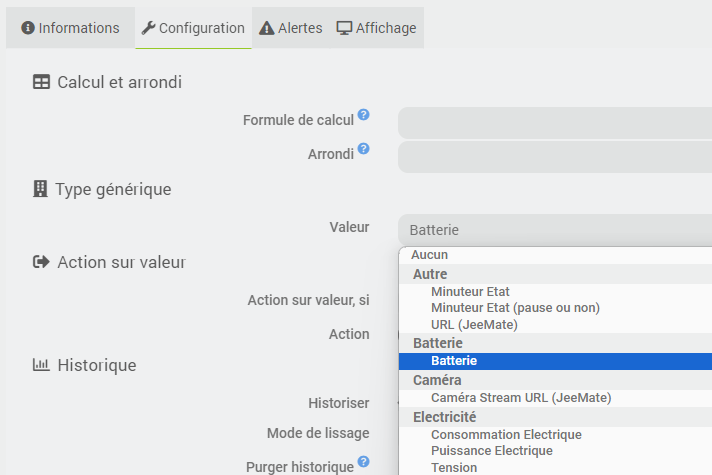 Informations Configuration Alertes Affichage
Calcul et arrondi
Formule de calcul ?
Arrondi ?
Type générique
Valeur Batterie
Aucun
Autre
Minuteur Etat
Minuteur Etat (pause ou non)
URL (JeeMate)
Batterie
Batterie
Caméra
Caméra Stream URL (JeeMate)
Electricité
Consommation Electrique
Puissance Electrique
Tension
Action sur valeur
Action sur valeur, si
Action
Historique
Historiser
Mode de lissage
Purger historique ?